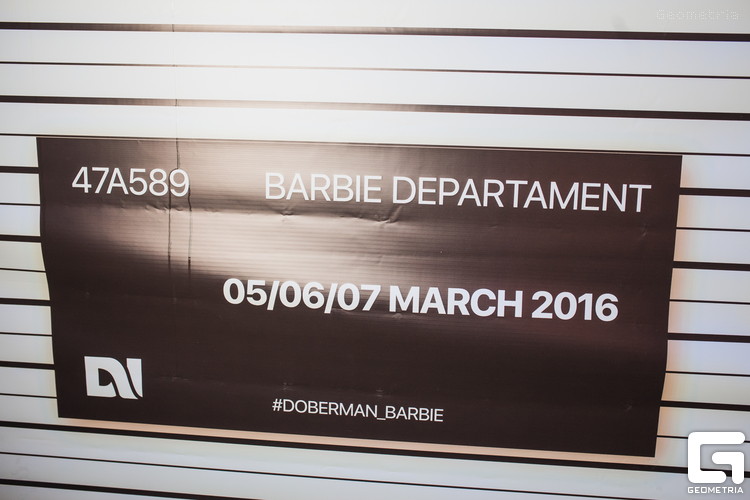 Geometria
47A589 BARBIE DEPARTAMENT
05/06/07 MARCH 2016
#DOBERMAN_BARBIE
GEOMETRIA